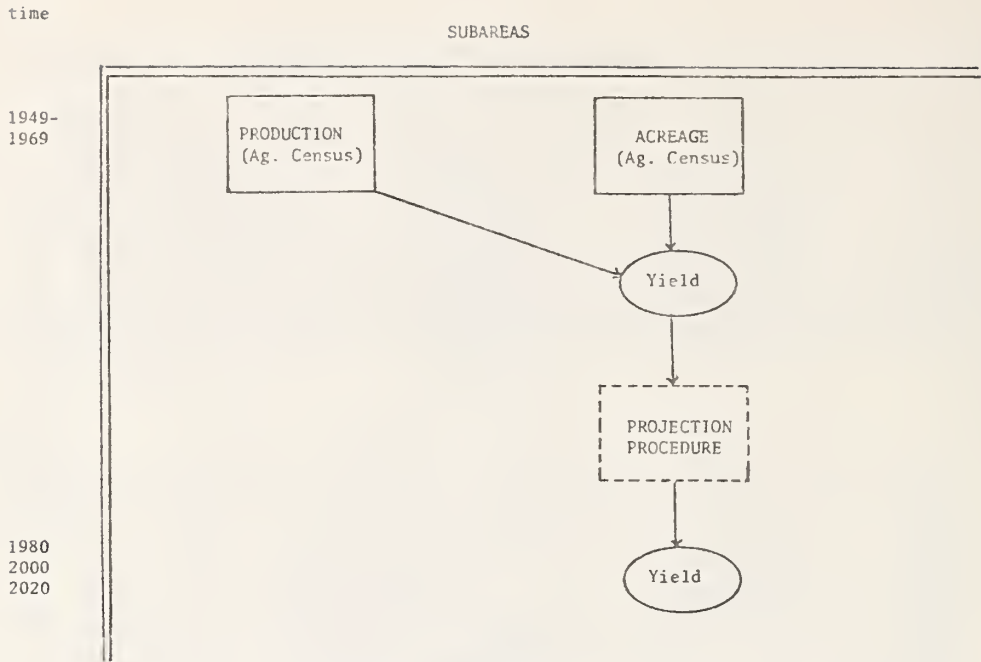 time
SUBAREAS
1949-
1969
PRODUCTION
(Ag. Census)
ACREAGE
(Ag. Census)
Yield
PROJECTION
PROCEDURE
1980
2000
2020
Yield